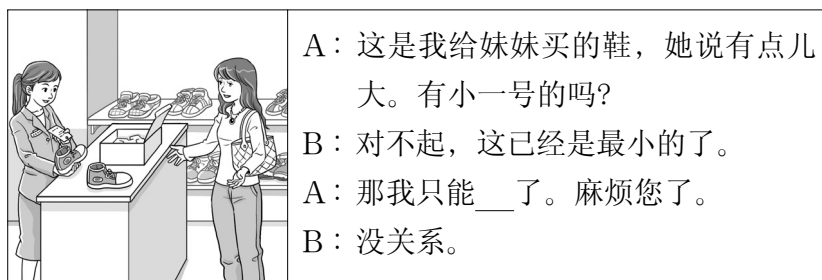 A：这是我给妹妹买的鞋，她说有点儿
大。有小一号的吗?
B：对不起，这已经是最小的了。
A：那我只能__了。麻烦您了。
B：没关系。